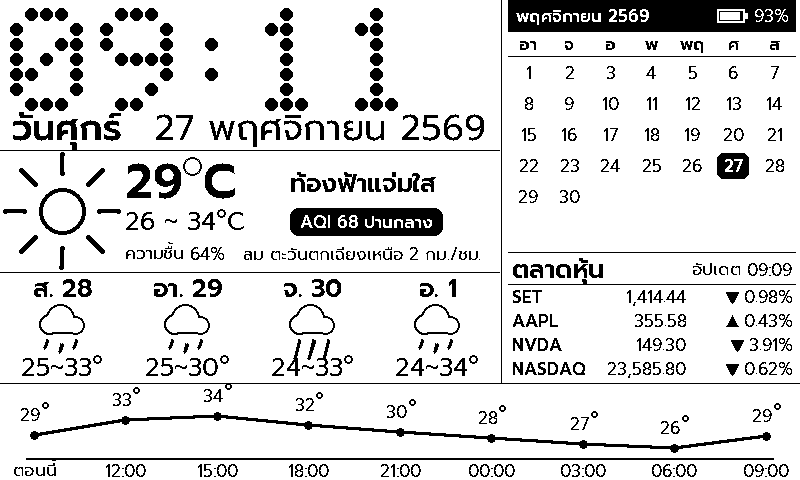 09:11
วันศุกร์ 27 พฤศจิกายน 2569
29°C
ท้องฟ้าแจ่มใส
26 ~ 34°C
AQI 68 ปานกลาง
ความชื้น 64% ลม ตะวันตกเฉียงเหนือ 2 กม./ชม.
ส. 28 อา. 29 จ. 30 อ. 1
25~33° 25~30° 24~33° 24~34°
พฤศจิกายน 2569 93%
อา จ อ พ พฤ ศ ส
1 2 3 4 5 6 7
8 9 10 11 12 13 14
15 16 17 18 19 20 21
22 23 24 25 26 27 28
29 30
ตลาดหุ้น อัปเดต 09:09
SET 1,414.44 ▼ 0.98%
AAPL 355.58 ▲ 0.43%
NVDA 149.30 ▼ 3.91%
NASDAQ 23,585.80 ▼ 0.62%
29° 33° 34° 32° 30° 28° 27° 26° 29°
ตอนนี้ 12:00 15:00 18:00 21:00 00:00 03:00 06:00 09:00